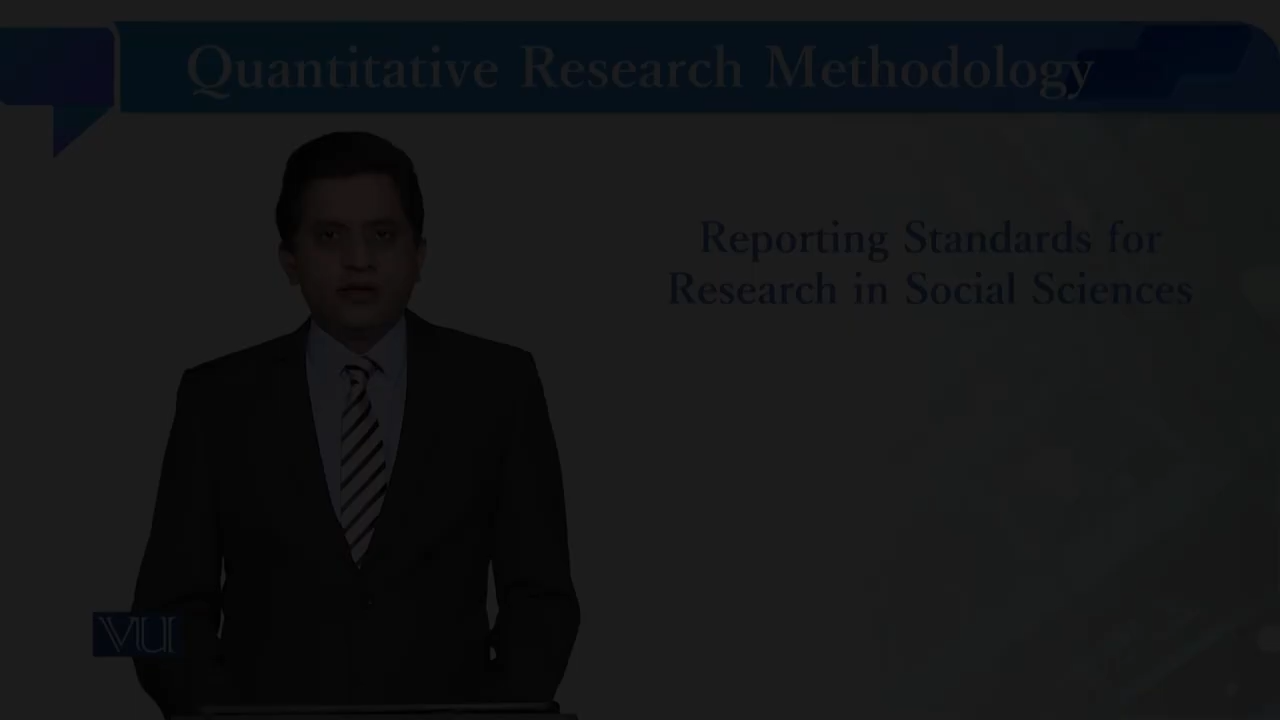 Quantitative Research Methodology
Reporting Standards for
Research in Social Sciences
VU